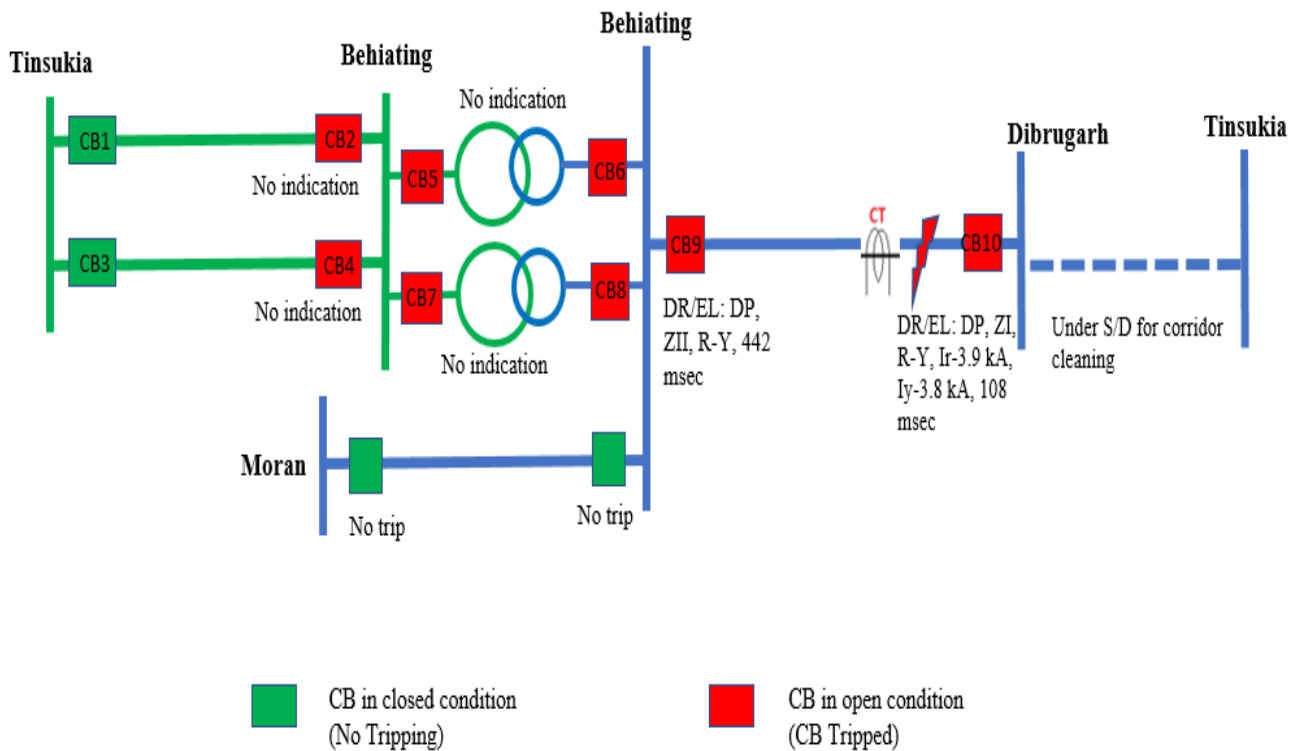 Tinsukia
Behiating
Behiating
Dibrugarh
Tinsukia
No indication
CB1
CB2
No indication
CB5
CB6
CB3
CB4
No indication
CB7
CB8
No indication
CB9
DR/EL: DP,
ZII, R-Y, 442
msec
CT
CB10
DR/EL: DP, ZI,
R-Y, Ir-3.9 kA,
Iy-3.8 kA, 108
msec
Under S/D for corridor
cleaning
Moran
No trip
No trip
CB in closed condition
(No Tripping)
CB in open condition
(CB Tripped)